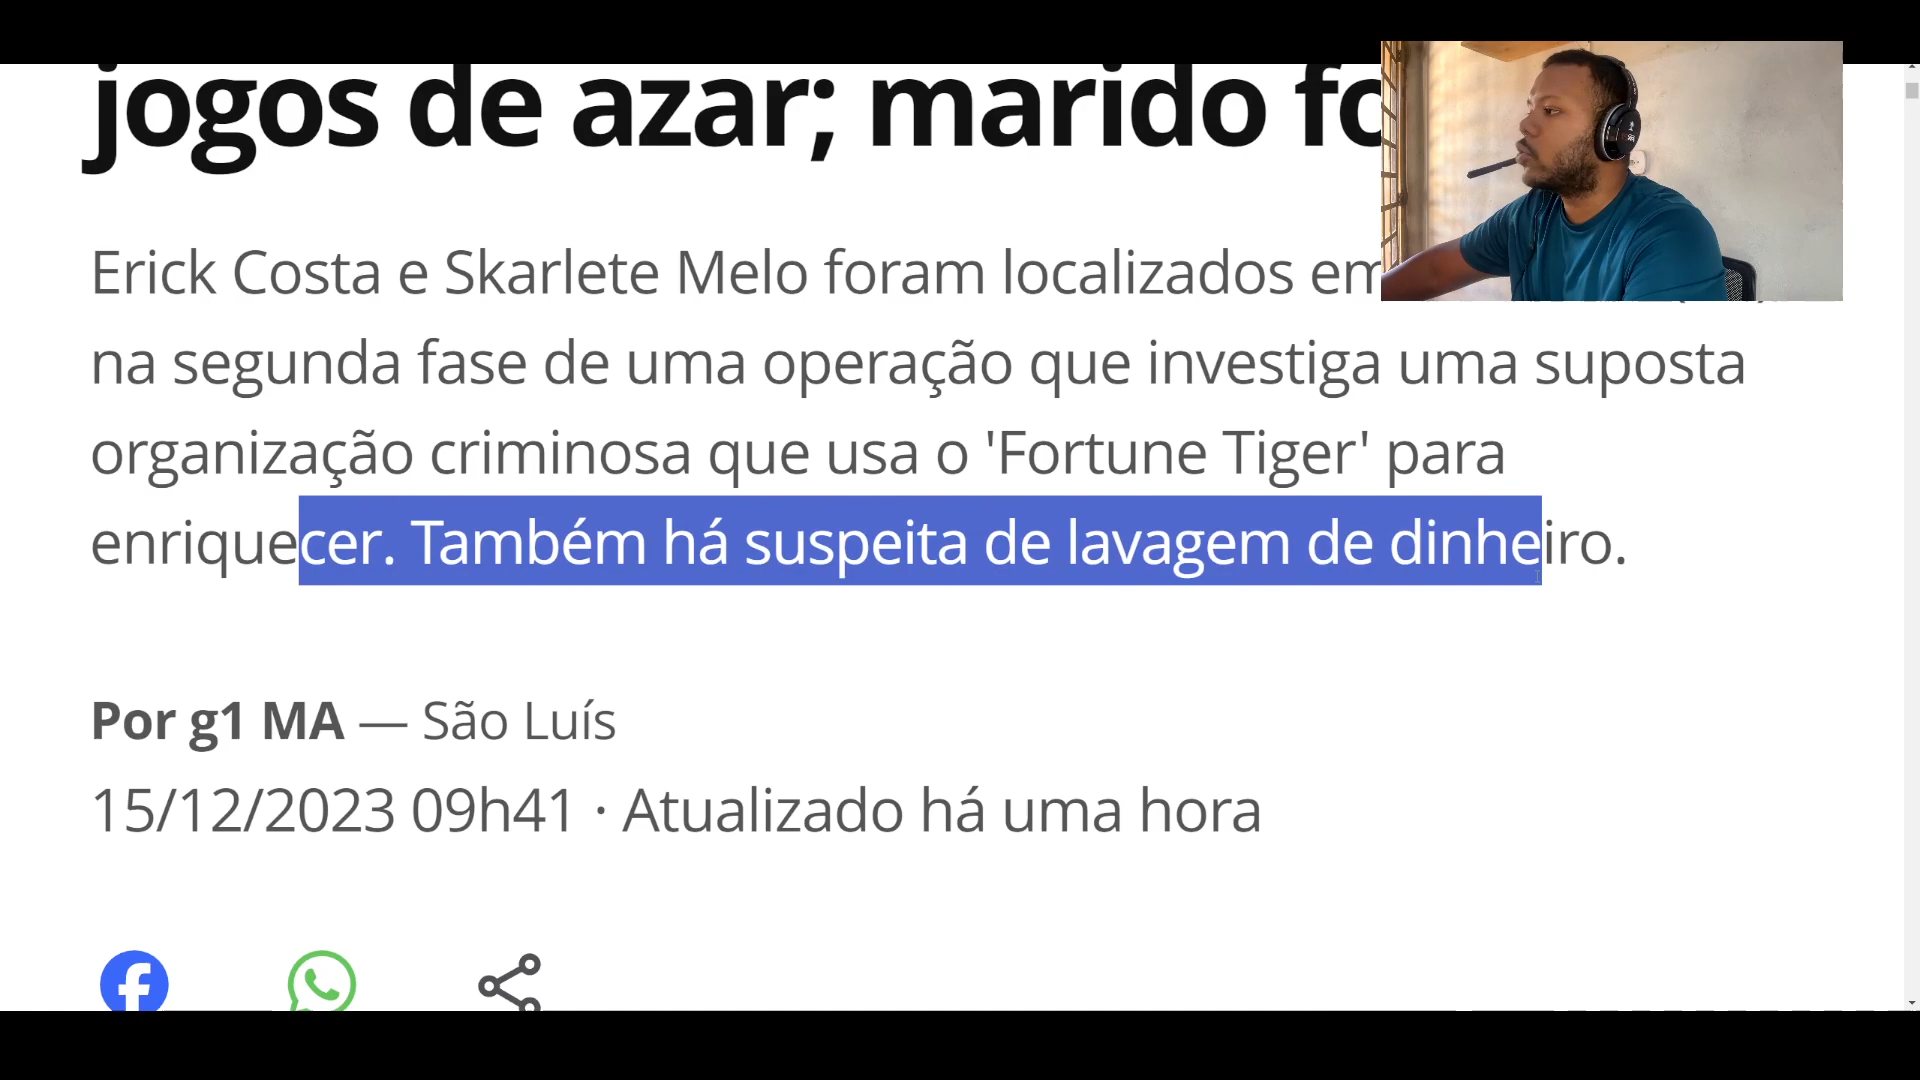 jogos de azar; marido
Erick Costa e Skarlete Melo foram localizados em
na segunda fase de uma operação que investiga uma suposta
organização criminosa que usa o 'Fortune Tiger' para
enriquecer. Também há suspeita de lavagem de dinheiro.
Por g1 MA — São Luís
15/12/2023 09h41 · Atualizado há uma hora